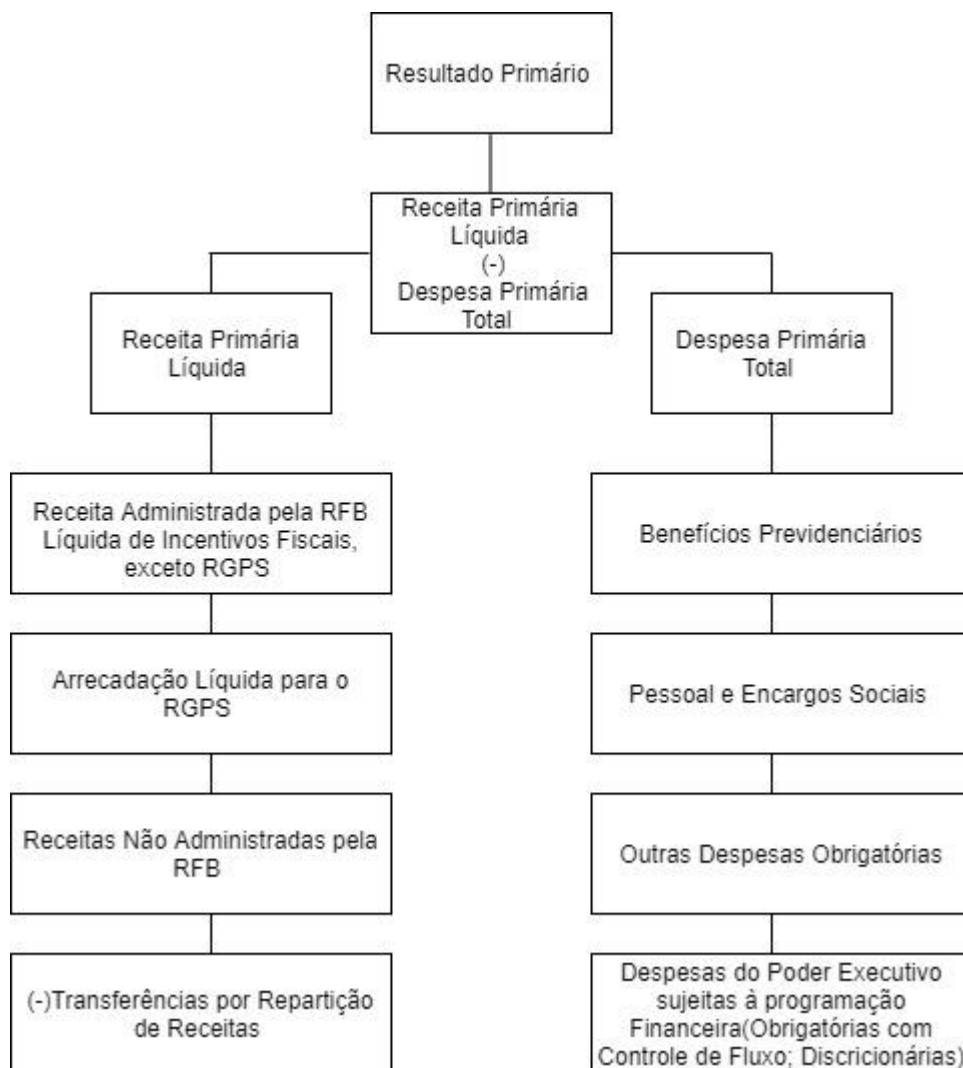 Resultado Primário
Receita Primária
Líquida
(-)
Despesa Primária
Total
Receita Primária
Líquida
Despesa Primária
Total
Receita Administrada pela RFB
Líquida de Incentivos Fiscais,
exceto RGPS
Benefícios Previdenciários
Arrecadação Líquida para o
RGPS
Pessoal e Encargos Sociais
Receitas Não Administradas pela
RFB
Outras Despesas Obrigatórias
(-)Transferências por Repartição
de Receitas
Despesas do Poder Executivo
sujeitas à programação
Financeira(Obrigatórias com
Controle de Fluxo; Discricionárias)